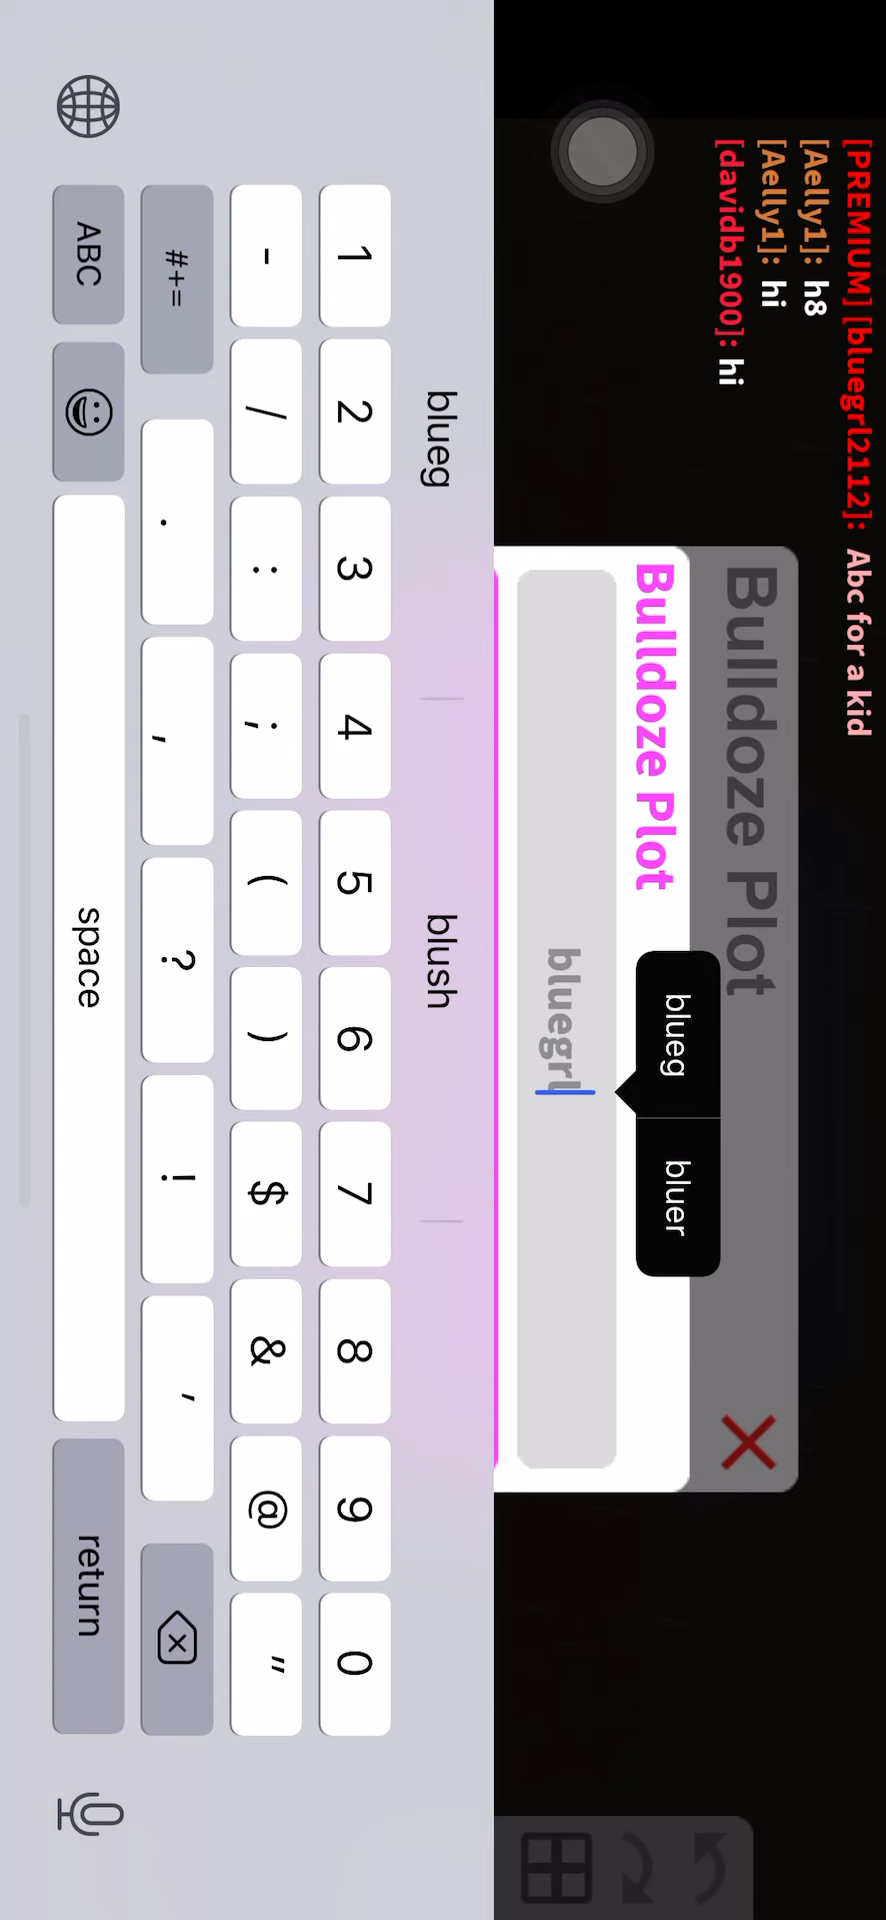 [PREMIUM] [bluegrl2112]: Abc for a kid
[Aelly1]: h8
[Aelly1]: hi
[davidb1900]: hi
Bulldoze Plot
Bulldoze Plot
blueg bluer
bluegrl
blueg blush
1 2 3 4 5 6 7 8 9 0
- / : ; ( ) $ & @ "
#+= . , ? ! '
ABC space return